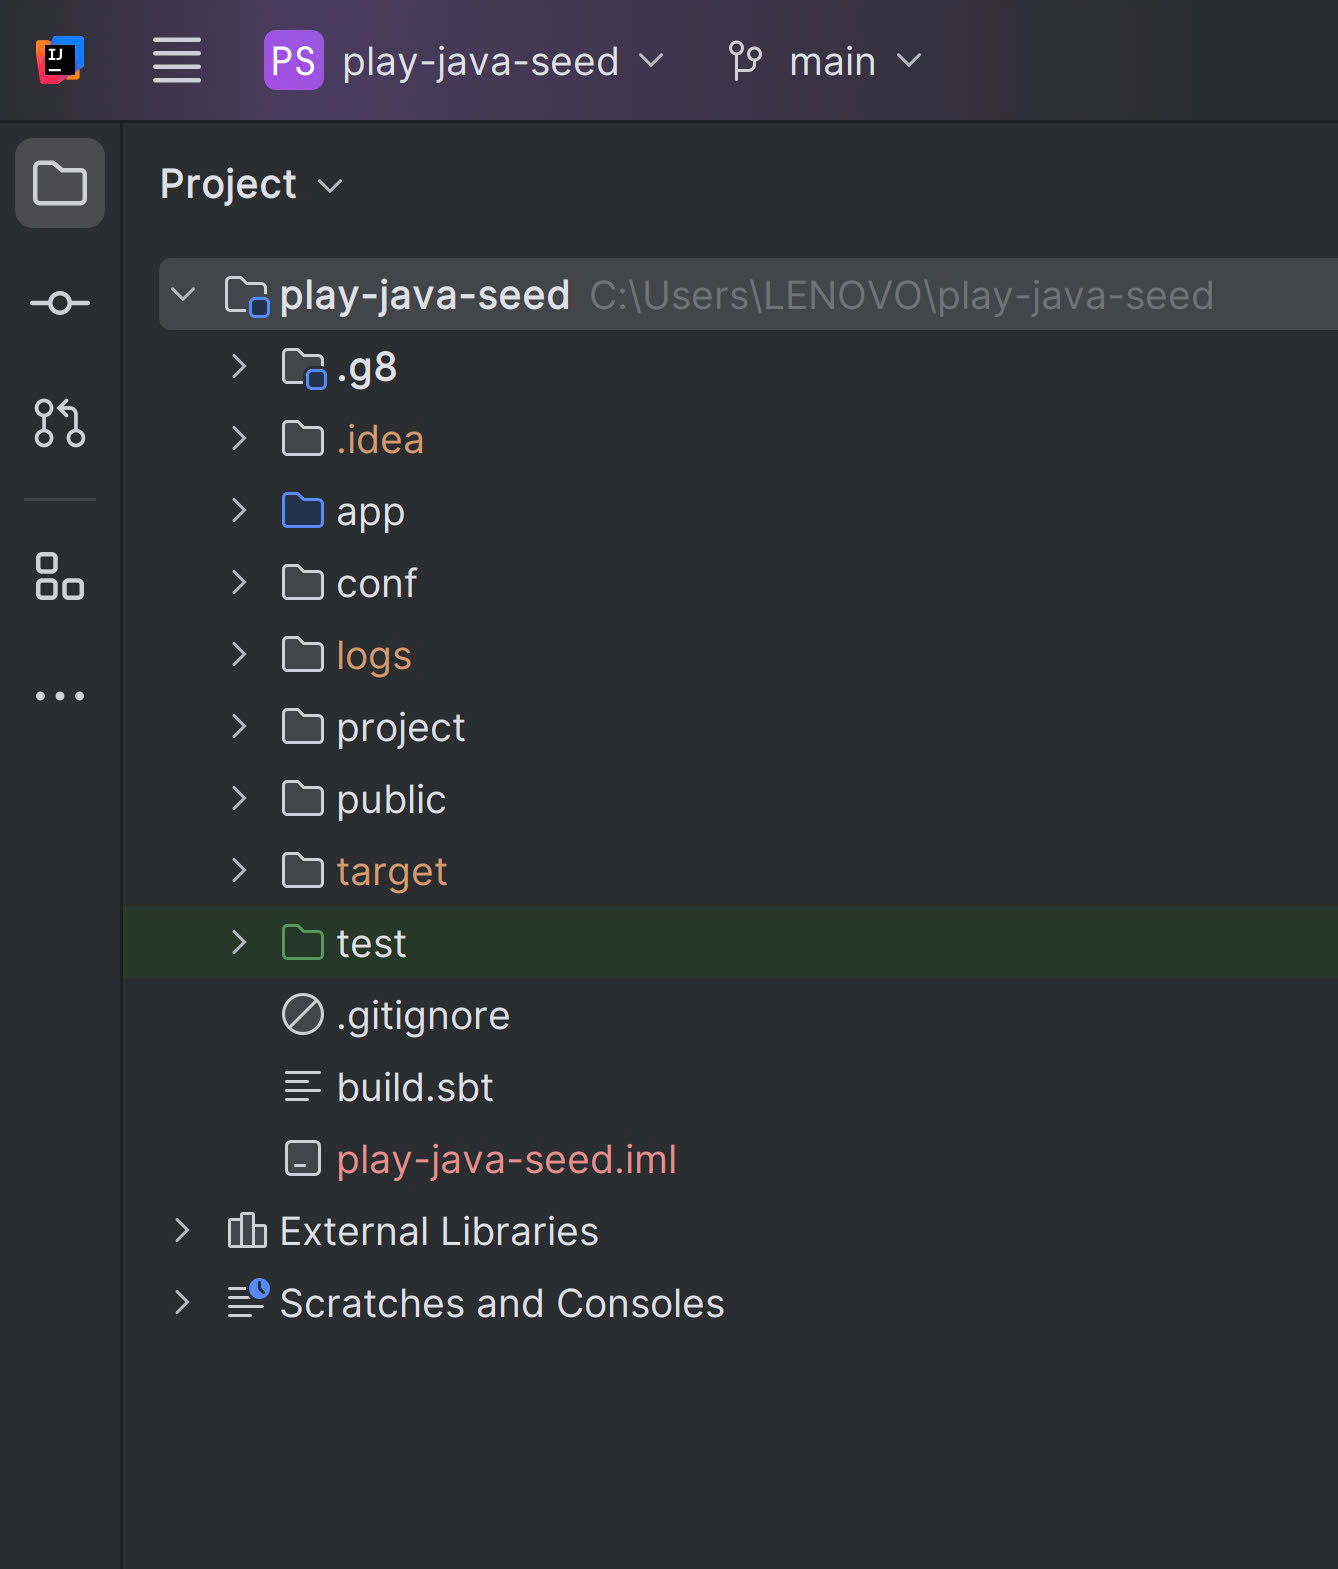 IJ
PS play-java-seed main
Project
play-java-seed C:\Users\LENOVO\play-java-seed
.g8
.idea
app
conf
logs
project
public
target
test
.gitignore
build.sbt
play-java-seed.iml
External Libraries
Scratches and Consoles